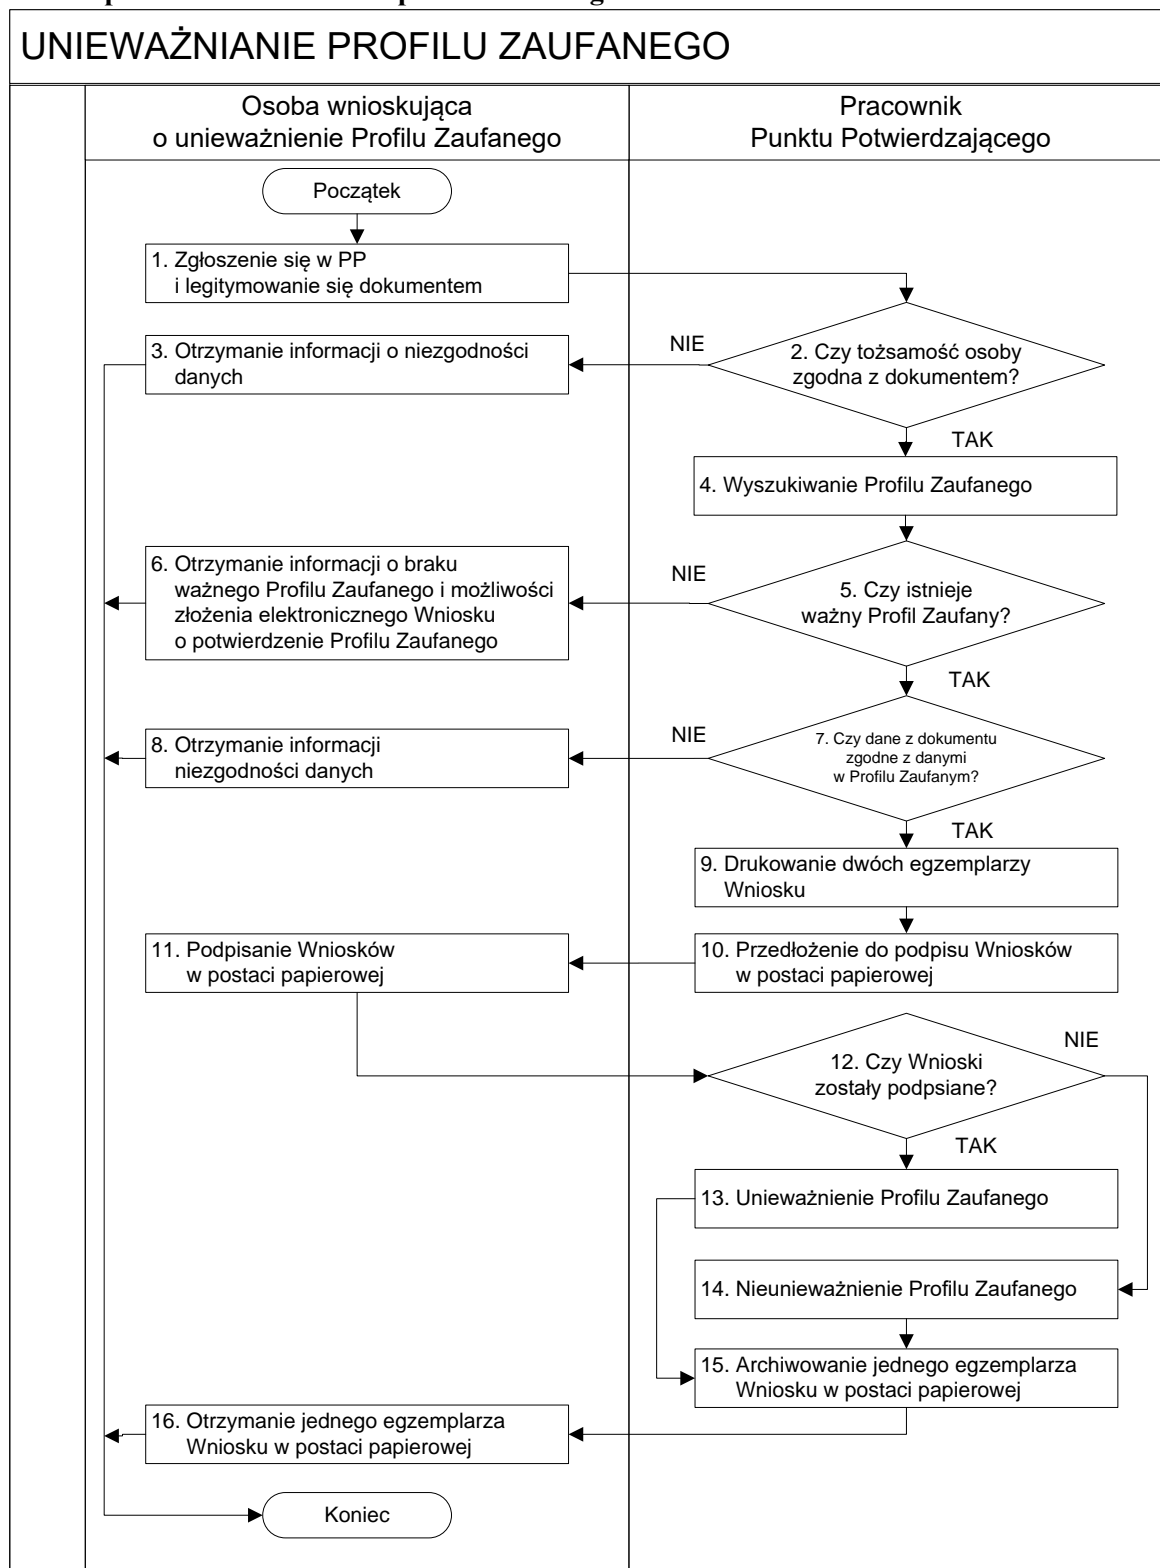 UNIEWAŻNIANIE PROFILU ZAUFANEGO
Osoba wnioskująca
o unieważnienie Profilu Zaufanego
Pracownik
Punktu Potwierdzającego
Początek
1. Zgłoszenie się w PP
i legitymowanie się dokumentem
2. Czy tożsamość osoby
zgodna z dokumentem?
NIE
3. Otrzymanie informacji o niezgodności
danych
TAK
4. Wyszukiwanie Profilu Zaufanego
5. Czy istnieje
ważny Profil Zaufany?
NIE
6. Otrzymanie informacji o braku
ważnego Profilu Zaufanego i możliwości
złożenia elektronicznego Wniosku
o potwierdzenie Profilu Zaufanego
TAK
7. Czy dane z dokumentu
zgodne z danymi
w Profilu Zaufanym?
NIE
8. Otrzymanie informacji
niezgodności danych
TAK
9. Drukowanie dwóch egzemplarzy
Wniosku
10. Przedłożenie do podpisu Wniosków
w postaci papierowej
11. Podpisanie Wniosków
w postaci papierowej
12. Czy Wnioski
zostały podpsiane?
NIE
TAK
13. Unieważnienie Profilu Zaufanego
14. Nieunieważnienie Profilu Zaufanego
15. Archiwowanie jednego egzemplarza
Wniosku w postaci papierowej
16. Otrzymanie jednego egzemplarza
Wniosku w postaci papierowej
Koniec